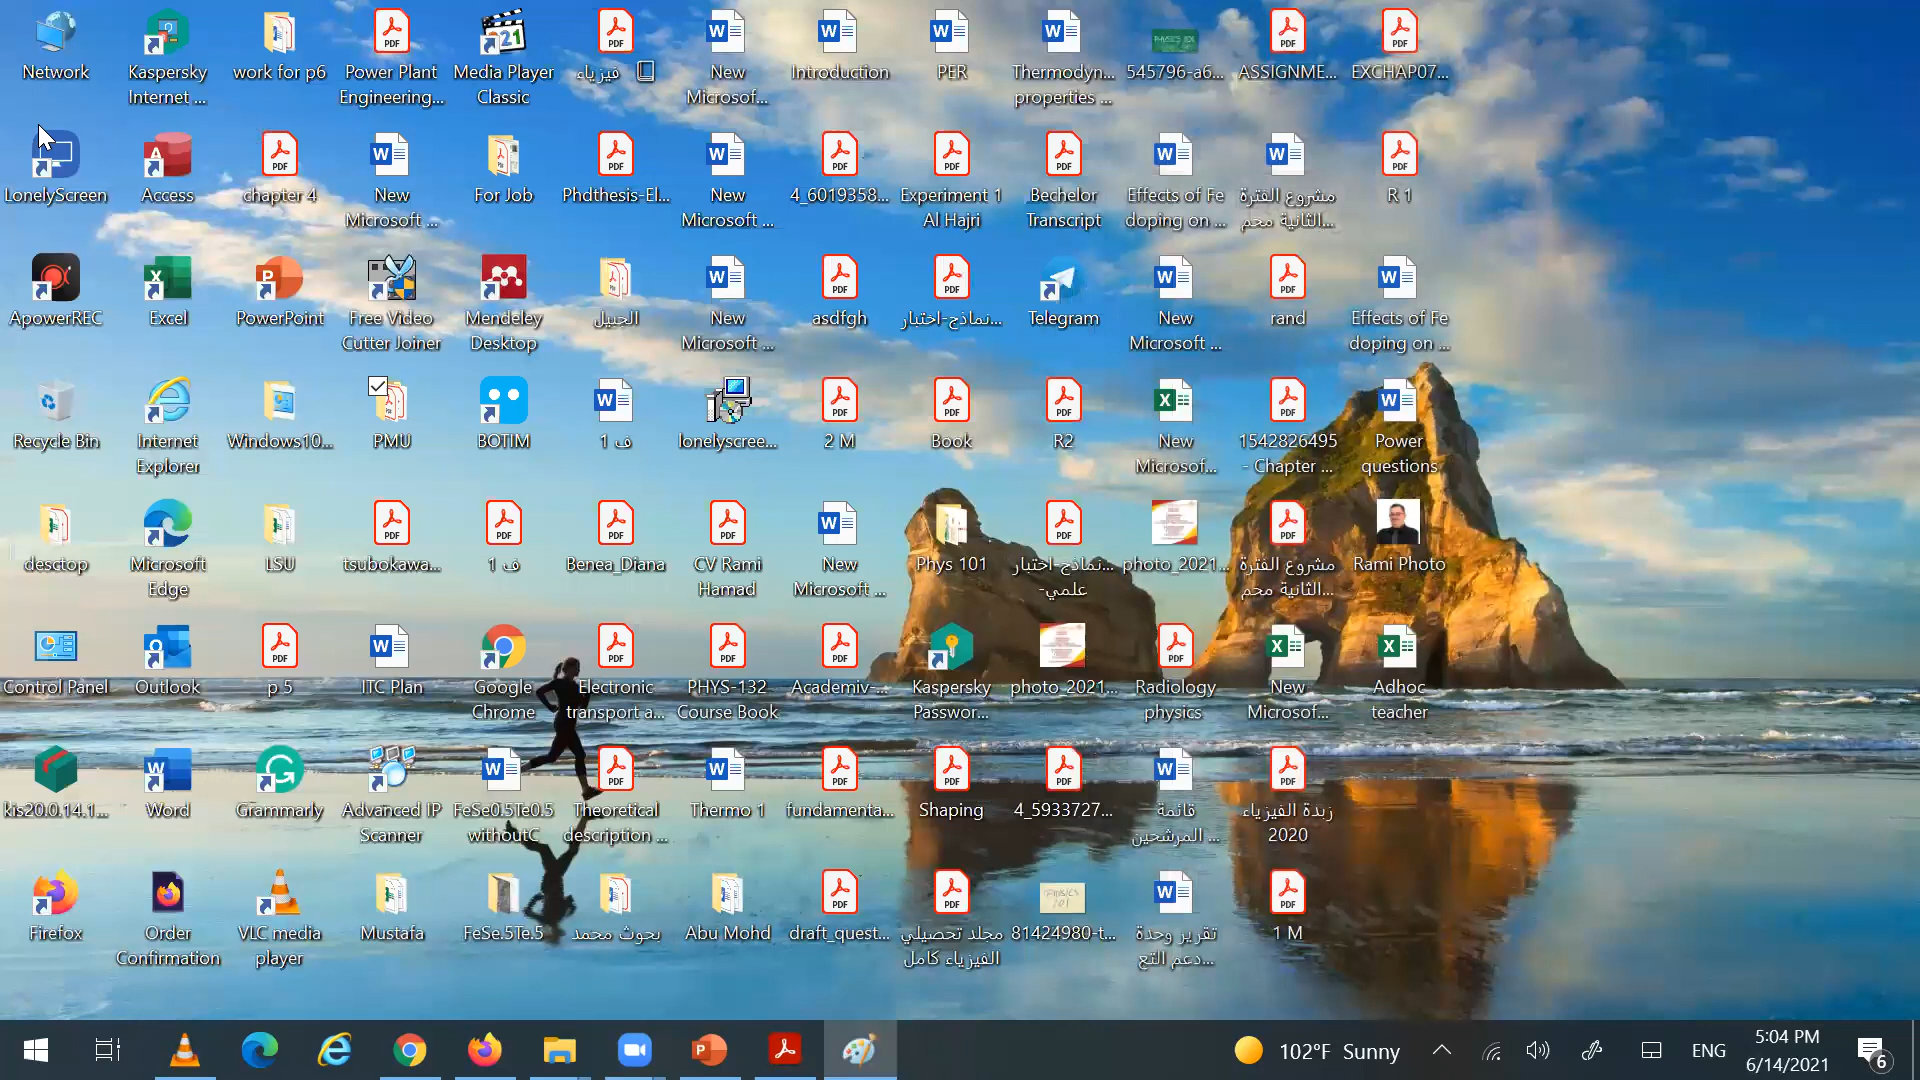 Network
Kaspersky
Internet ...
work for p6
Power Plant
Engineering...
Media Player
Classic
فيزياء
New
Microsof...
Introduction
PER
Thermodyn...
properties ...
545796-a6...
ASSIGNME...
EXCHAP07...
LonelyScreen
Access
chapter 4
New
Microsoft ...
For Job
Phdthesis-El...
New
Microsoft ...
4_6019358...
Experiment 1
Al Hajri
Bechelor
Transcript
Effects of Fe
doping on ...
مشروع الفترة
الثانية محم...
R 1
ApowerREC
Excel
PowerPoint
Free Video
Cutter Joiner
Mendeley
Desktop
الجبيل
New
Microsoft ...
asdfgh
نماذج-اختبار...
Telegram
New
Microsoft ...
rand
Effects of Fe
doping on ...
Recycle Bin
Internet
Explorer
Windows10...
PMU
BOTIM
ف 1
lonelyscree...
2 M
Book
R2
New
Microsof...
1542826495
- Chapter ...
Power
questions
desctop
Microsoft
Edge
LSU
tsubokawa...
ف 1
Benea_Diana
CV Rami
Hamad
New
Microsoft ...
Phys 101
نماذج-اختبار...
علمي-
photo_2021...
مشروع الفترة
الثانية محم...
Rami Photo
Control Panel
Outlook
p 5
ITC Plan
Google
Chrome
Electronic
transport a...
PHYS-132
Course Book
Academiv-...
Kaspersky
Passwor...
photo_2021...
Radiology
physics
New
Microsof...
Adhoc
teacher
kis20.0.14.1...
Word
Grammarly
Advanced IP
Scanner
FeSe0.5Te0.5
withoutC
Theoretical
description ...
Thermo 1
fundamenta...
Shaping
4_5933727...
قائمة
المرشحين ...
زبدة الفيزياء
2020
Firefox
Order
Confirmation
VLC media
player
Mustafa
FeSe.5Te.5
بحوث محمد
Abu Mohd
draft_quest...
مجلد تحصيلي
الفيزياء كامل
81424980-t...
تقرير وحدة
دعم التع...
1 M
102°F Sunny
ENG
5:04 PM
6/14/2021
6